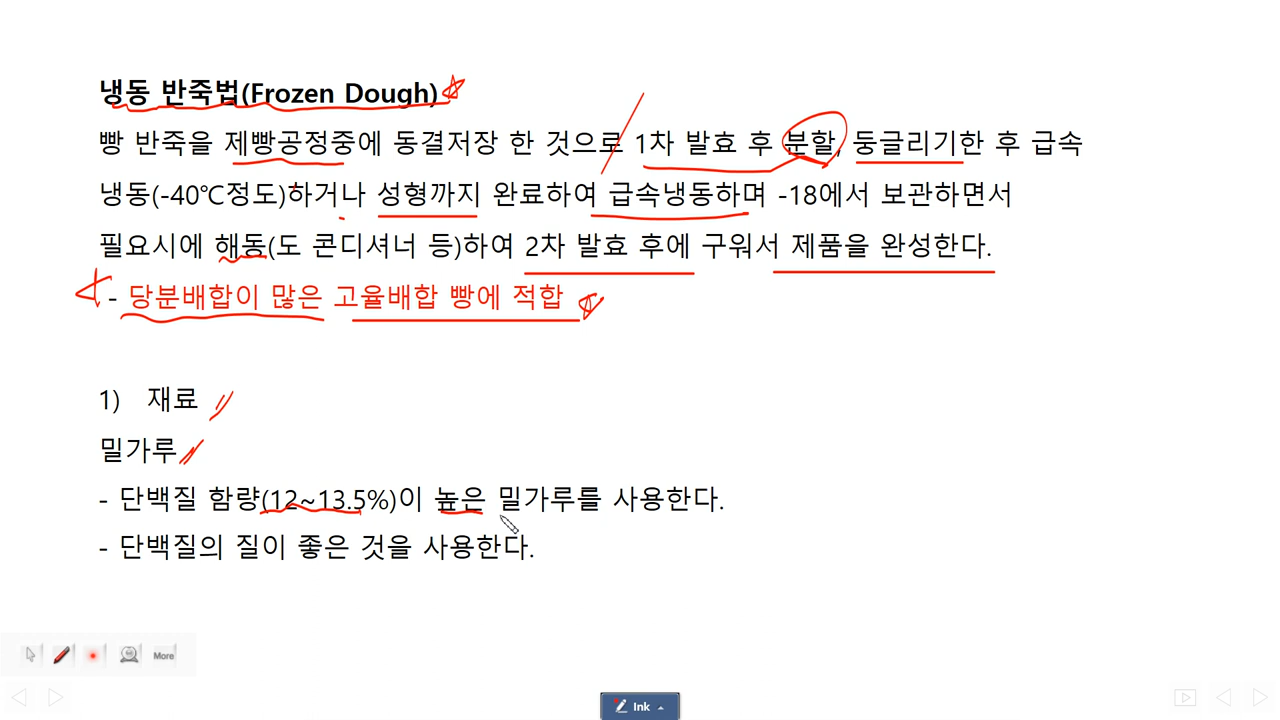 냉동 반죽법(Frozen Dough)
빵 반죽을 제빵공정중에 동결저장 한 것으로 1차 발효 후 분할, 둥글리기한 후 급속
냉동(-40℃정도)하거나 성형까지 완료하여 급속냉동하며 -18에서 보관하면서
필요시에 해동(도 콘디셔너 등)하여 2차 발효 후에 구워서 제품을 완성한다.
- 당분배합이 많은 고율배합 빵에 적합
1) 재료
밀가루
- 단백질 함량(12~13.5%)이 높은 밀가루를 사용한다.
- 단백질의 질이 좋은 것을 사용한다.
More
Ink